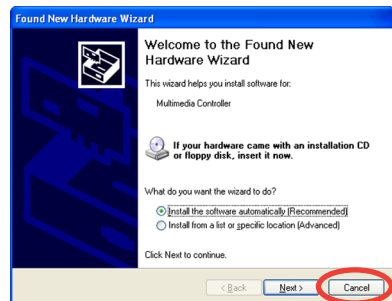 Found New Hardware Wizard
Welcome to the Found New
Hardware Wizard
This wizard helps you install software for:
Multimedia Controller
If your hardware came with an installation CD
or floppy disk, insert it now.
What do you want the wizard to do?
Install the software automatically (Recommended)
Install from a list or specific location (Advanced)
Click Next to continue.
< Back Next > Cancel